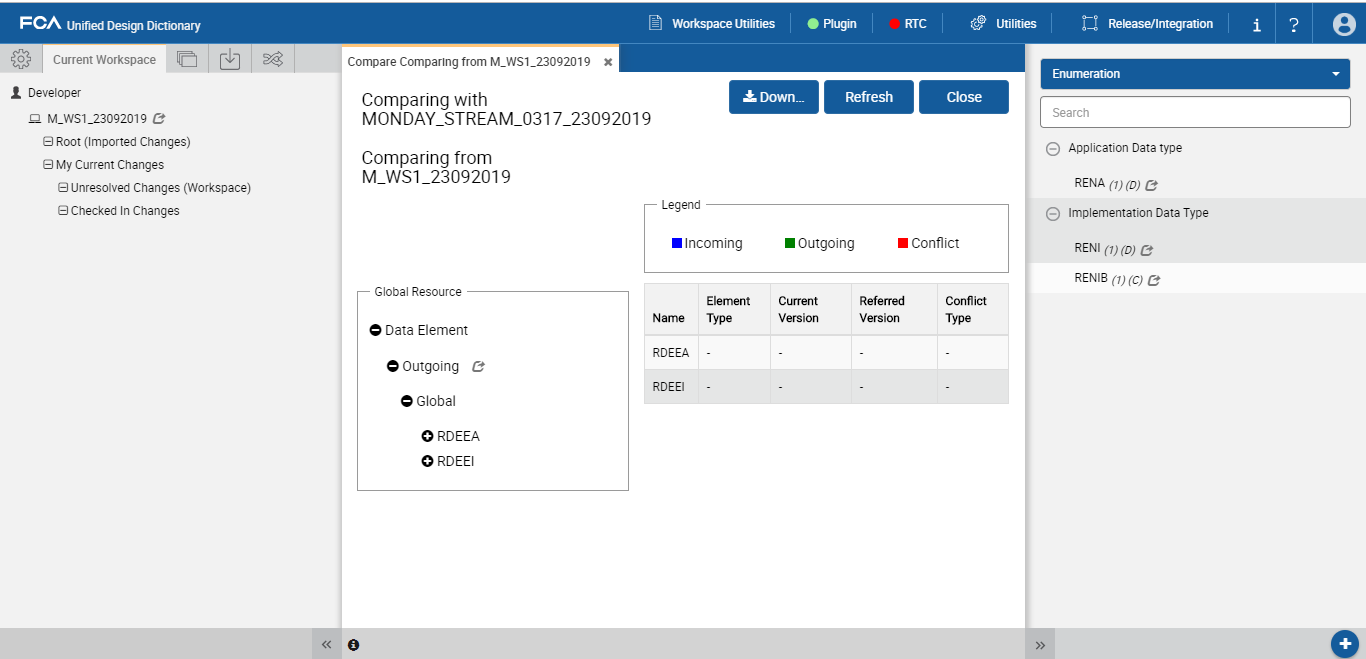 FCA Unified Design Dictionary
Workspace Utilities
Plugin
RTC
Utilities
Release/Integration
i
?
Current Workspace
Developer
M_WS1_23092019
Root (Imported Changes)
My Current Changes
Unresolved Changes (Workspace)
Checked In Changes
Compare Comparing from M_WS1_23092019 ×
Comparing with
MONDAY_STREAM_0317_23092019
Down...
Refresh
Close
Comparing from
M_WS1_23092019
Legend
Incoming
Outgoing
Conflict
Global Resource
Data Element
Outgoing
Global
RDEEA
RDEEI
Name Element Type Current Version Referred Version Conflict Type
RDEEA - - - -
RDEEI - - - -
Enumeration
Search
Application Data type
RENA (1) (D)
Implementation Data Type
RENI (1) (D)
RENIB (1) (C)
«
»